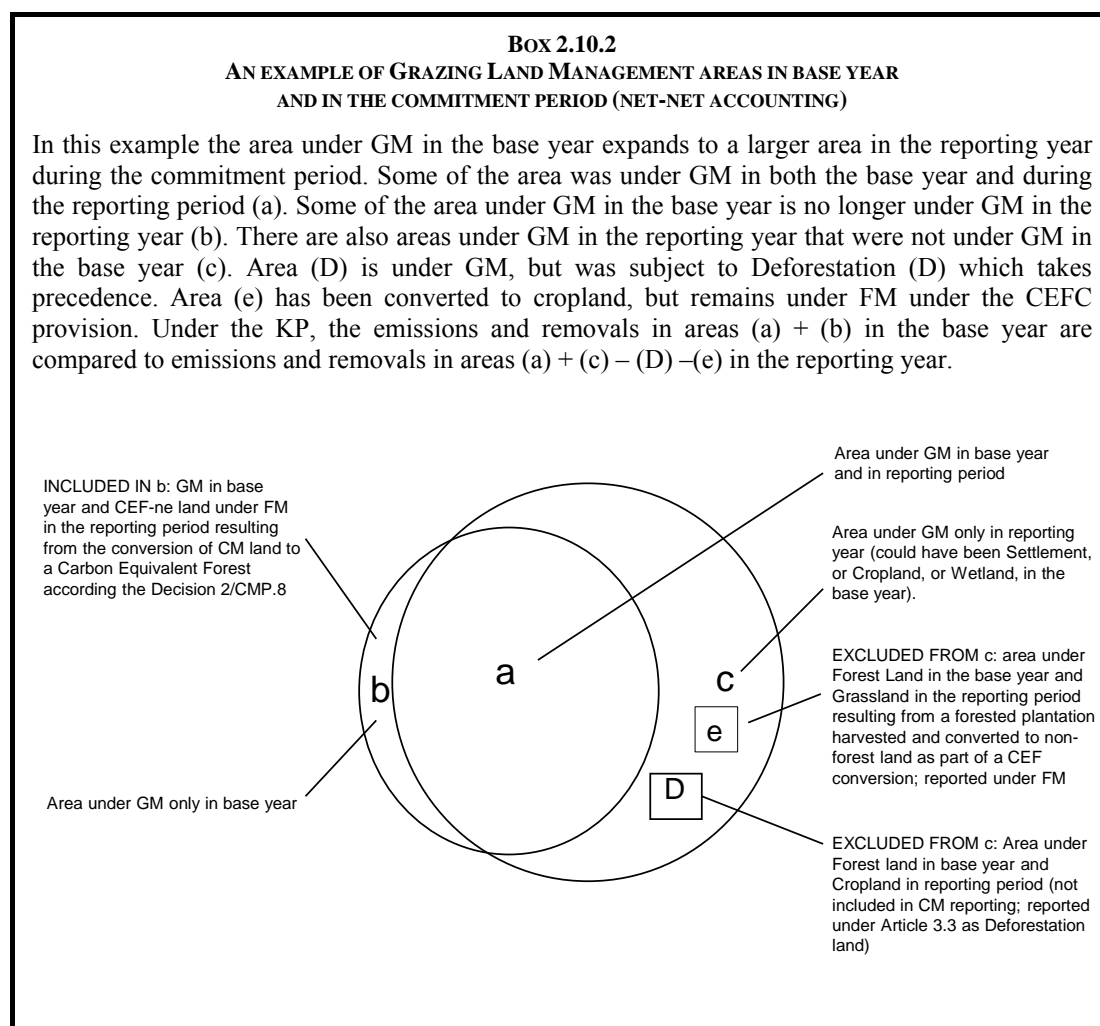 BOX 2.10.2
AN EXAMPLE OF GRAZING LAND MANAGEMENT AREAS IN BASE YEAR
AND IN THE COMMITMENT PERIOD (NET-NET ACCOUNTING)
In this example the area under GM in the base year expands to a larger area in the reporting year
during the commitment period. Some of the area was under GM in both the base year and during
the reporting period (a). Some of the area under GM in the base year is no longer under GM in the
reporting year (b). There are also areas under GM in the reporting year that were not under GM in
the base year (c). Area (D) is under GM, but was subject to Deforestation (D) which takes
precedence. Area (e) has been converted to cropland, but remains under FM under the CEFC
provision. Under the KP, the emissions and removals in areas (a) + (b) in the base year are
compared to emissions and removals in areas (a) + (c) – (D) –(e) in the reporting year.
INCLUDED IN b: GM in base
year and CEF-ne land under FM
in the reporting period resulting
from the conversion of CM land to
a Carbon Equivalent Forest
according the Decision 2/CMP.8
Area under GM only in base year
b
a
c
e
D
Area under GM in base year
and in reporting period
Area under GM only in reporting
year (could have been Settlement,
or Cropland, or Wetland, in the
base year).
EXCLUDED FROM c: area under
Forest Land in the base year and
Grassland in the reporting period
resulting from a forested plantation
harvested and converted to non-
forest land as part of a CEF
conversion; reported under FM
EXCLUDED FROM c: Area under
Forest land in base year and
Cropland in reporting period (not
included in CM reporting; reported
under Article 3.3 as Deforestation
land)